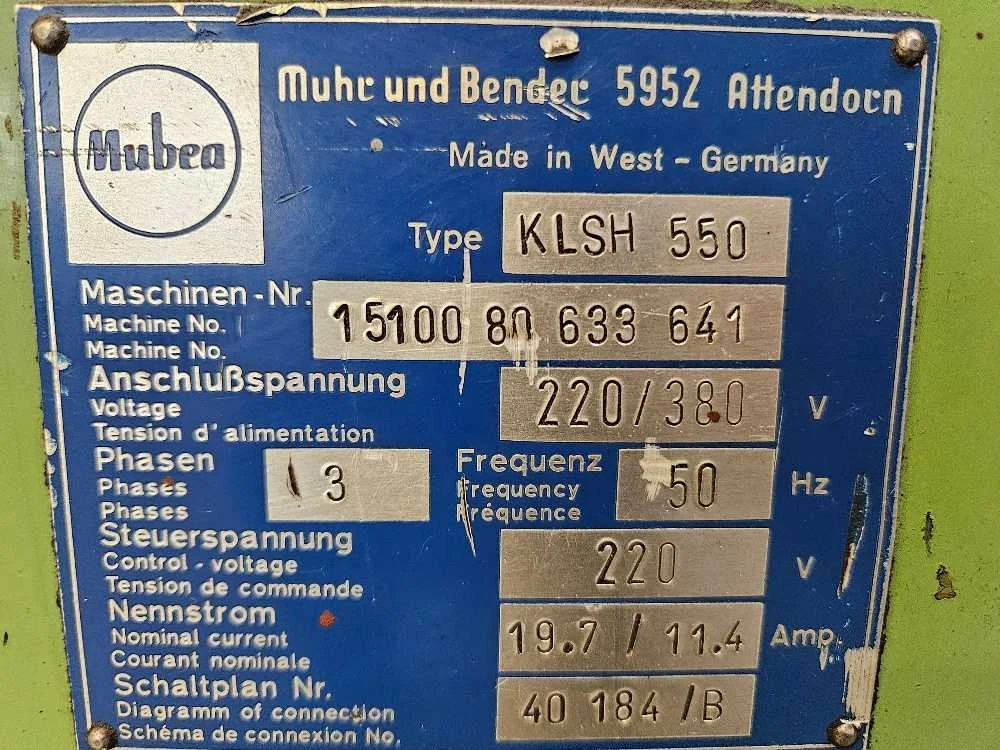 Mubea
Muhr und Bender 5952 Attendorn
Made in West - Germany
Type KLSH 550
Maschinen-Nr. 15100 80 633 641
Machine No.
Machine No.
Anschlußspannung 220/380 V
Voltage
Tension d'alimentation
Phasen 3 Frequenz 50 Hz
Phases Frequency
Phases Fréquence
Steuerspannung 220 V
Control - voltage
Tension de commande
Nennstrom 19.7 / 11.4 Amp.
Nominal current
Courant nominale
Schaltplan Nr. 40 184 /B
Diagramm of connection
Schéma de connexion No.